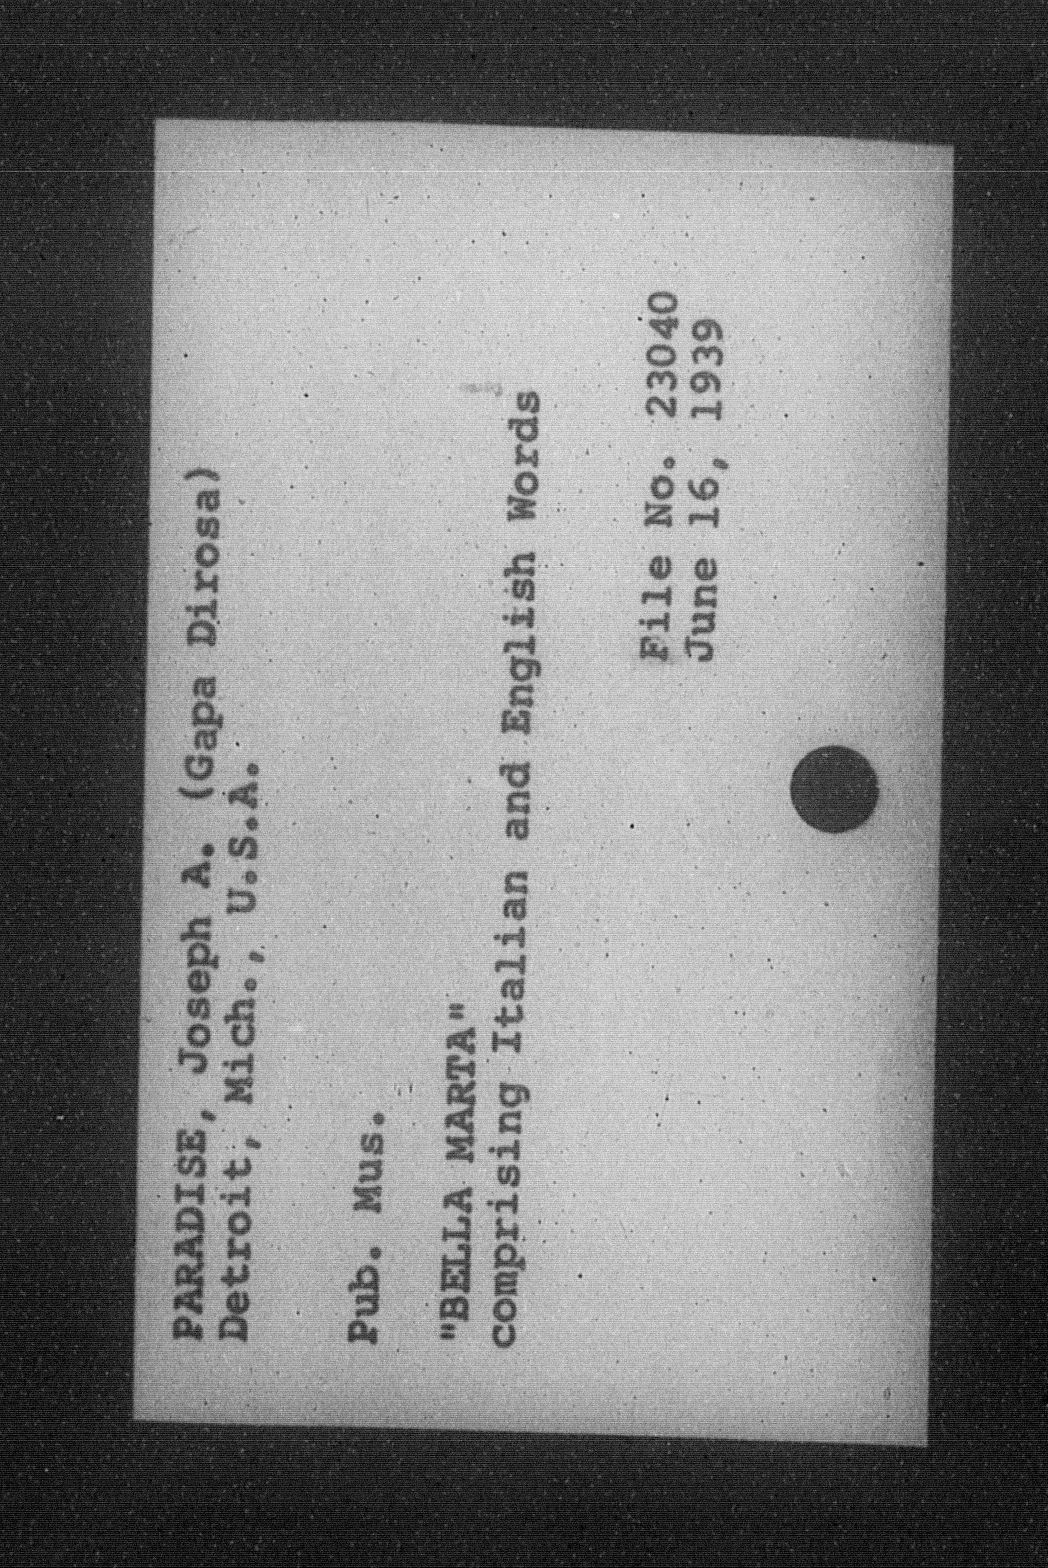 PARADISE, Joseph A. (Gapa Dirosa)
Detroit, Mich., U.S.A.
Pub. Mus.
"BELLA MARTA"
comprising Italian and English Words
File No. 23040
June 16, 1939